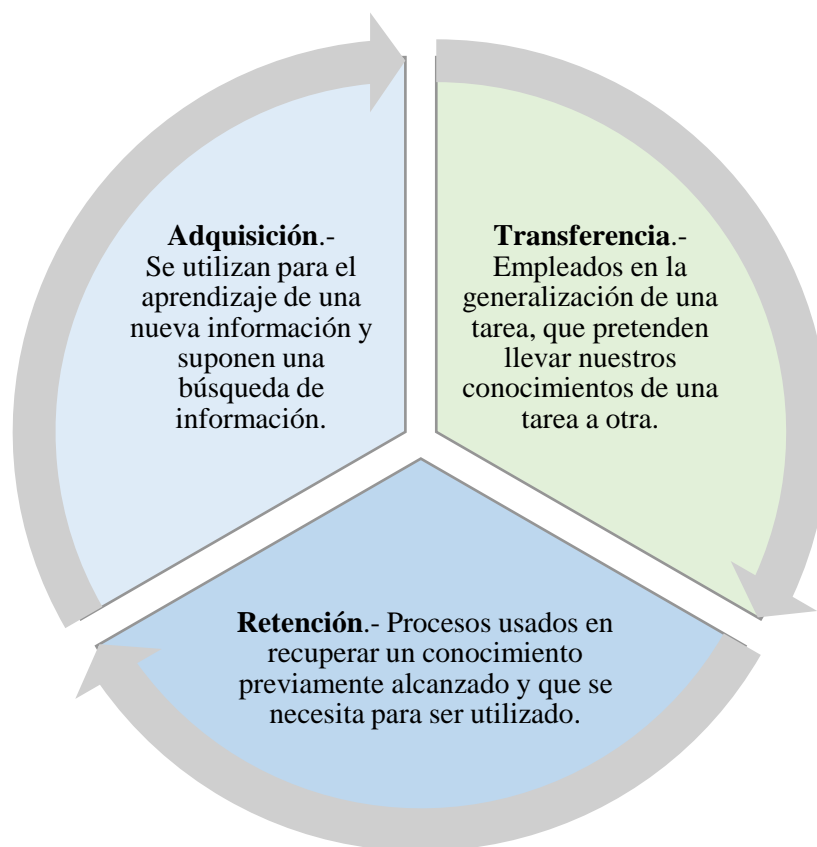 Adquisición.-
Se utilizan para el
aprendizaje de una
nueva información y
suponen una
búsqueda de
información.
Transferencia.-
Empleados en la
generalización de una
tarea, que pretenden
llevar nuestros
conocimientos de una
tarea a otra.
Retención.- Procesos usados en
recuperar un conocimiento
previamente alcanzado y que se
necesita para ser utilizado.